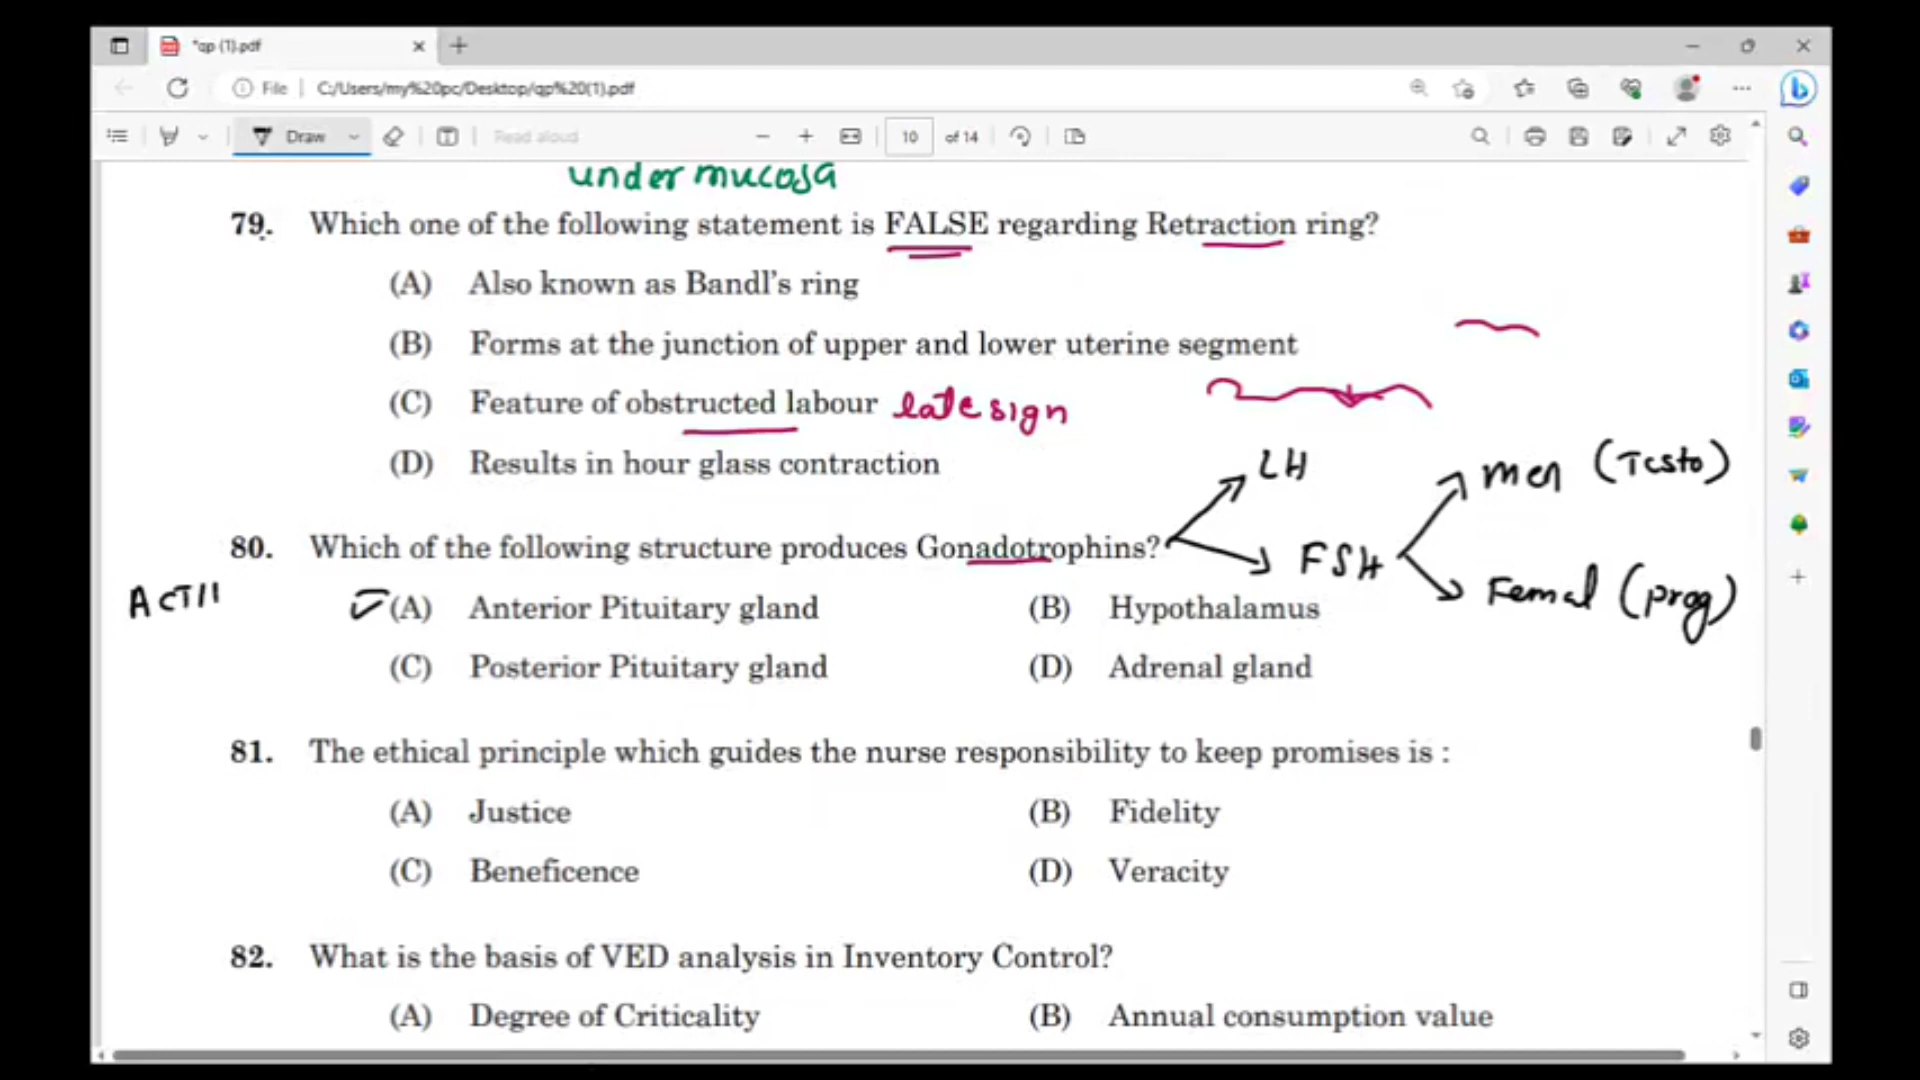 *qp (1).pdf
File | C:/Users/my%20pc/Desktop/qp%20(1).pdf
Draw Read aloud 10 of 14
under mucosa
79. Which one of the following statement is FALSE regarding Retraction ring?
(A) Also known as Bandl's ring
(B) Forms at the junction of upper and lower uterine segment
(C) Feature of obstructed labour late sign
(D) Results in hour glass contraction
LH men (Testo)
80. Which of the following structure produces Gonadotrophins? FSH
Femal (prog)
(A) Anterior Pituitary gland (B) Hypothalamus
(C) Posterior Pituitary gland (D) Adrenal gland
81. The ethical principle which guides the nurse responsibility to keep promises is :
(A) Justice (B) Fidelity
(C) Beneficence (D) Veracity
82. What is the basis of VED analysis in Inventory Control?
(A) Degree of Criticality (B) Annual consumption value